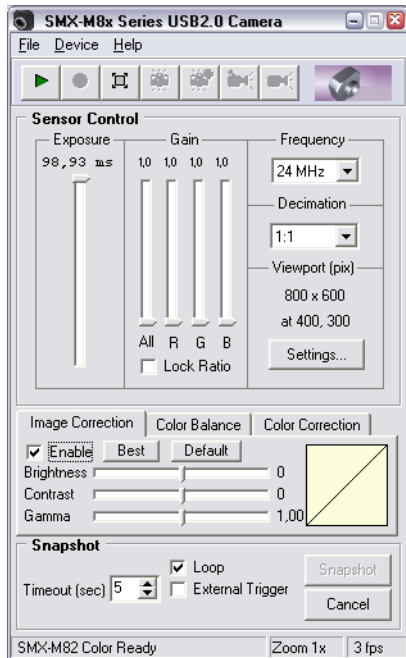 SMX-M8x Series USB2.0 Camera
File Device Help
Sensor Control
Exposure
98,93 ms
Gain
1,0 1,0 1,0 1,0
All R G B
Lock Ratio
Frequency
24 MHz
Decimation
1:1
Viewport (pix)
800 x 600
at 400, 300
Settings...
Image Correction Color Balance Color Correction
Enable Best Default
Brightness 0
Contrast 0
Gamma 1,00
Snapshot
Timeout (sec) 5
Loop
External Trigger
Snapshot
Cancel
SMX-M82 Color Ready Zoom 1x 3 fps